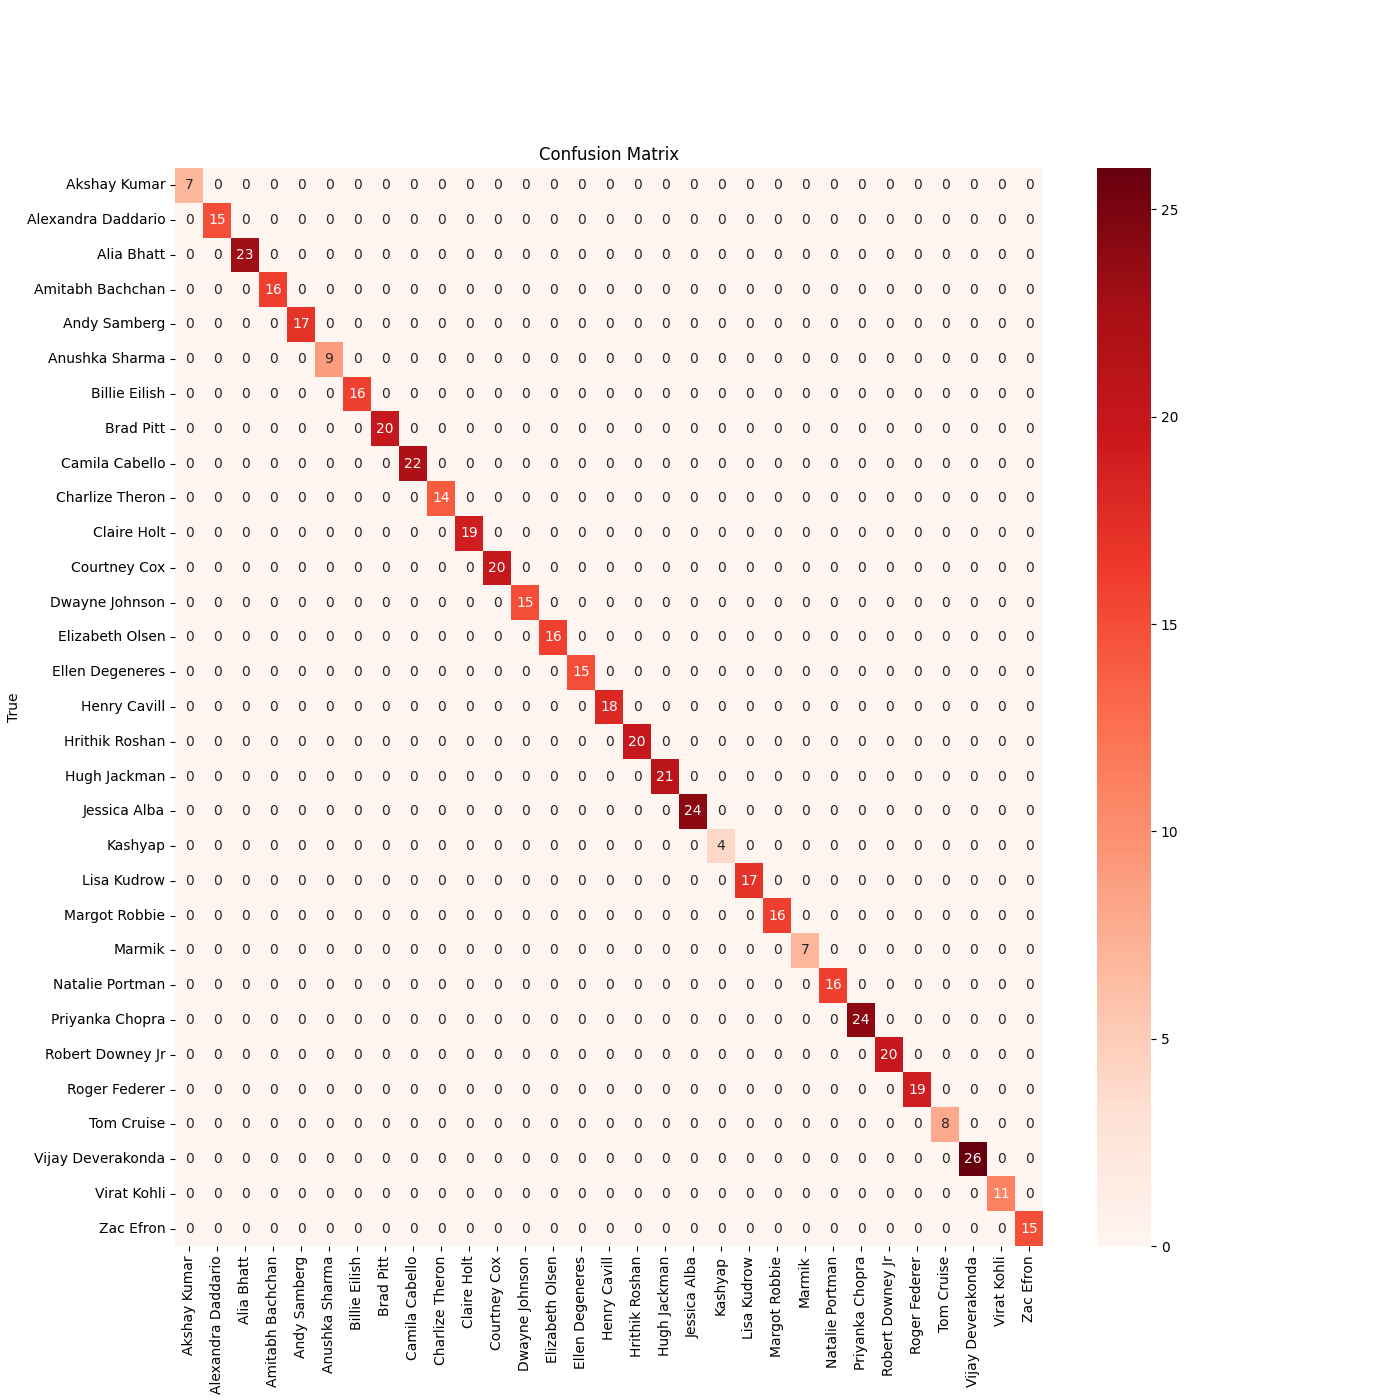 Confusion Matrix
Akshay Kumar 7 0 0 0 0 0 0 0 0 0 0 0 0 0 0 0 0 0 0 0 0 0 0 0 0 0 0 0 0 0 0
Alexandra Daddario 0 15 0 0 0 0 0 0 0 0 0 0 0 0 0 0 0 0 0 0 0 0 0 0 0 0 0 0 0 0 0
Alia Bhatt 0 0 23 0 0 0 0 0 0 0 0 0 0 0 0 0 0 0 0 0 0 0 0 0 0 0 0 0 0 0 0
Amitabh Bachchan 0 0 0 16 0 0 0 0 0 0 0 0 0 0 0 0 0 0 0 0 0 0 0 0 0 0 0 0 0 0 0
Andy Samberg 0 0 0 0 17 0 0 0 0 0 0 0 0 0 0 0 0 0 0 0 0 0 0 0 0 0 0 0 0 0 0
Anushka Sharma 0 0 0 0 0 9 0 0 0 0 0 0 0 0 0 0 0 0 0 0 0 0 0 0 0 0 0 0 0 0 0
Billie Eilish 0 0 0 0 0 0 16 0 0 0 0 0 0 0 0 0 0 0 0 0 0 0 0 0 0 0 0 0 0 0 0
Brad Pitt 0 0 0 0 0 0 0 20 0 0 0 0 0 0 0 0 0 0 0 0 0 0 0 0 0 0 0 0 0 0 0
Camila Cabello 0 0 0 0 0 0 0 0 22 0 0 0 0 0 0 0 0 0 0 0 0 0 0 0 0 0 0 0 0 0 0
Charlize Theron 0 0 0 0 0 0 0 0 0 14 0 0 0 0 0 0 0 0 0 0 0 0 0 0 0 0 0 0 0 0 0
Claire Holt 0 0 0 0 0 0 0 0 0 0 19 0 0 0 0 0 0 0 0 0 0 0 0 0 0 0 0 0 0 0 0
Courtney Cox 0 0 0 0 0 0 0 0 0 0 0 20 0 0 0 0 0 0 0 0 0 0 0 0 0 0 0 0 0 0 0
Dwayne Johnson 0 0 0 0 0 0 0 0 0 0 0 0 15 0 0 0 0 0 0 0 0 0 0 0 0 0 0 0 0 0 0
Elizabeth Olsen 0 0 0 0 0 0 0 0 0 0 0 0 0 16 0 0 0 0 0 0 0 0 0 0 0 0 0 0 0 0 0
Ellen Degeneres 0 0 0 0 0 0 0 0 0 0 0 0 0 0 15 0 0 0 0 0 0 0 0 0 0 0 0 0 0 0 0
Henry Cavill 0 0 0 0 0 0 0 0 0 0 0 0 0 0 0 18 0 0 0 0 0 0 0 0 0 0 0 0 0 0 0
Hrithik Roshan 0 0 0 0 0 0 0 0 0 0 0 0 0 0 0 0 20 0 0 0 0 0 0 0 0 0 0 0 0 0 0
Hugh Jackman 0 0 0 0 0 0 0 0 0 0 0 0 0 0 0 0 0 21 0 0 0 0 0 0 0 0 0 0 0 0 0
Jessica Alba 0 0 0 0 0 0 0 0 0 0 0 0 0 0 0 0 0 0 24 0 0 0 0 0 0 0 0 0 0 0 0
Kashyap 0 0 0 0 0 0 0 0 0 0 0 0 0 0 0 0 0 0 0 4 0 0 0 0 0 0 0 0 0 0 0
Lisa Kudrow 0 0 0 0 0 0 0 0 0 0 0 0 0 0 0 0 0 0 0 0 17 0 0 0 0 0 0 0 0 0 0
Margot Robbie 0 0 0 0 0 0 0 0 0 0 0 0 0 0 0 0 0 0 0 0 0 16 0 0 0 0 0 0 0 0 0
Marmik 0 0 0 0 0 0 0 0 0 0 0 0 0 0 0 0 0 0 0 0 0 0 7 0 0 0 0 0 0 0 0
Natalie Portman 0 0 0 0 0 0 0 0 0 0 0 0 0 0 0 0 0 0 0 0 0 0 0 16 0 0 0 0 0 0 0
Priyanka Chopra 0 0 0 0 0 0 0 0 0 0 0 0 0 0 0 0 0 0 0 0 0 0 0 0 24 0 0 0 0 0 0
Robert Downey Jr 0 0 0 0 0 0 0 0 0 0 0 0 0 0 0 0 0 0 0 0 0 0 0 0 0 20 0 0 0 0 0
Roger Federer 0 0 0 0 0 0 0 0 0 0 0 0 0 0 0 0 0 0 0 0 0 0 0 0 0 0 19 0 0 0 0
Tom Cruise 0 0 0 0 0 0 0 0 0 0 0 0 0 0 0 0 0 0 0 0 0 0 0 0 0 0 0 8 0 0 0
Vijay Deverakonda 0 0 0 0 0 0 0 0 0 0 0 0 0 0 0 0 0 0 0 0 0 0 0 0 0 0 0 0 26 0 0
Virat Kohli 0 0 0 0 0 0 0 0 0 0 0 0 0 0 0 0 0 0 0 0 0 0 0 0 0 0 0 0 0 11 0
Zac Efron 0 0 0 0 0 0 0 0 0 0 0 0 0 0 0 0 0 0 0 0 0 0 0 0 0 0 0 0 0 0 15
True
Akshay Kumar
Alexandra Daddario
Alia Bhatt
Amitabh Bachchan
Andy Samberg
Anushka Sharma
Billie Eilish
Brad Pitt
Camila Cabello
Charlize Theron
Claire Holt
Courtney Cox
Dwayne Johnson
Elizabeth Olsen
Ellen Degeneres
Henry Cavill
Hrithik Roshan
Hugh Jackman
Jessica Alba
Kashyap
Lisa Kudrow
Margot Robbie
Marmik
Natalie Portman
Priyanka Chopra
Robert Downey Jr
Roger Federer
Tom Cruise
Vijay Deverakonda
Virat Kohli
Zac Efron
25
20
15
10
5
0